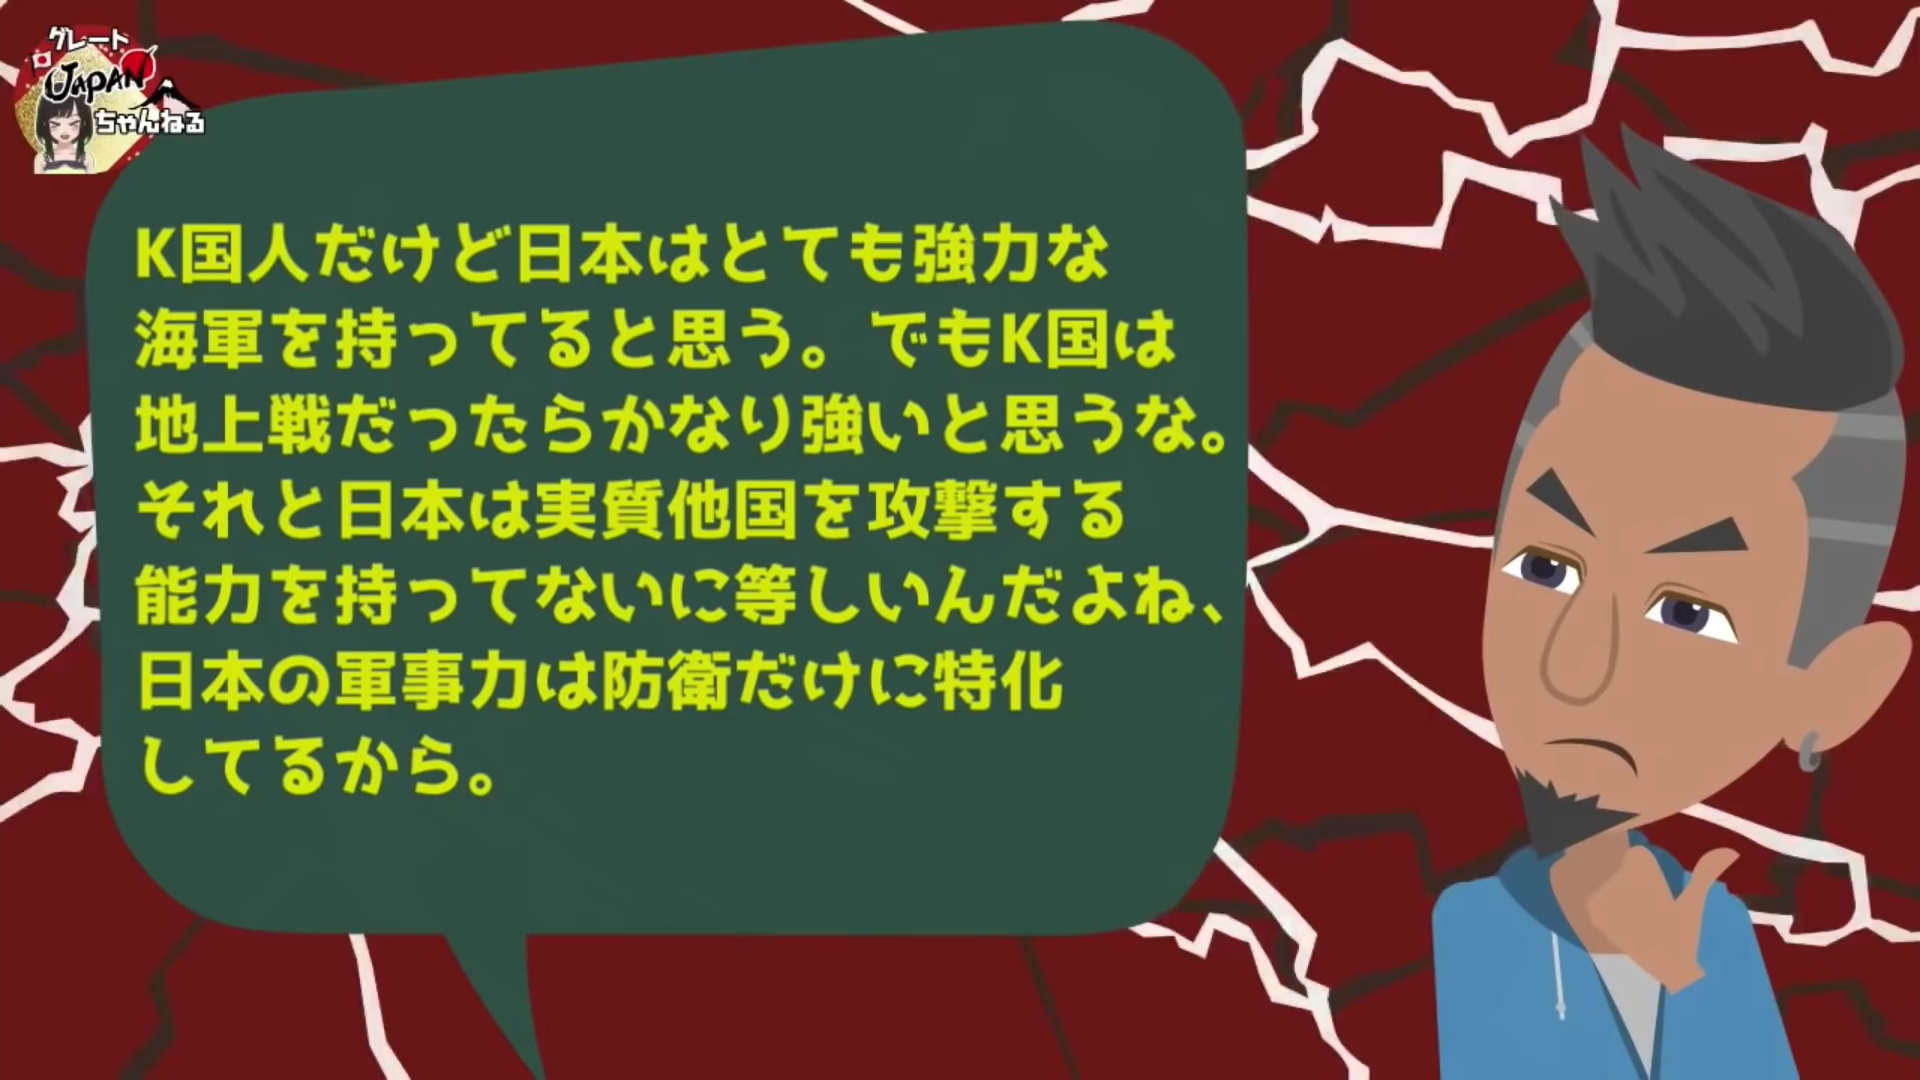 グレート
JAPAN
ちゃんねる
K国人だけど日本はとても強力な
海軍を持ってると思う。でもK国は
地上戦だったらかなり強いと思うな。
それと日本は実質他国を攻撃する
能力を持ってないに等しいんだよね、
日本の軍事力は防衛だけに特化
してるから。